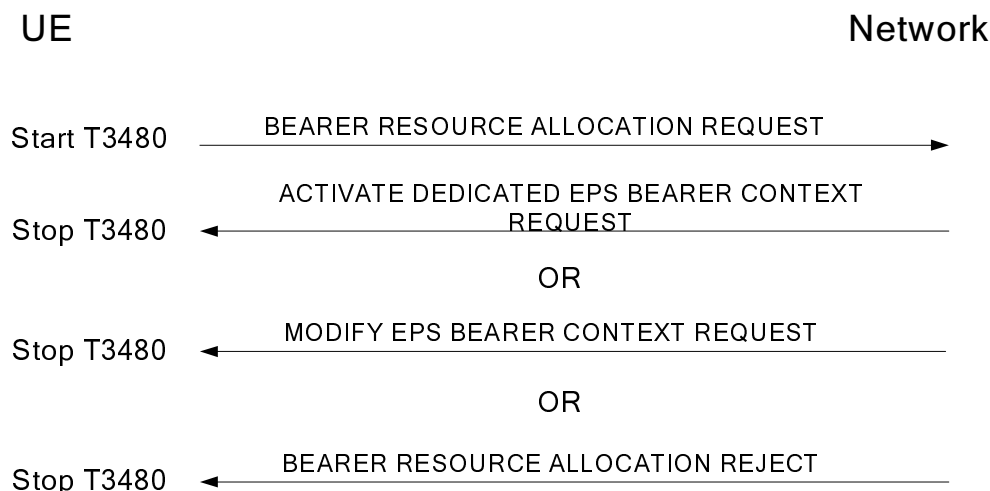 UE
Network
Start T3480
BEARER RESOURCE ALLOCATION REQUEST
ACTIVATE DEDICATED EPS BEARER CONTEXT
REQUEST
Stop T3480
OR
MODIFY EPS BEARER CONTEXT REQUEST
Stop T3480
OR
BEARER RESOURCE ALLOCATION REJECT
Stop T3480